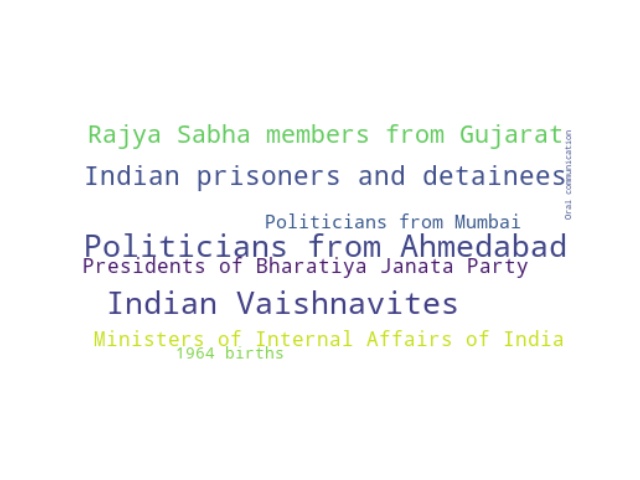 Rajya Sabha members from Gujarat
Oral communication
Indian prisoners and detainees
Politicians from Mumbai
Politicians from Ahmedabad
Presidents of Bharatiya Janata Party
Indian Vaishnavites
Ministers of Internal Affairs of India
1964 births